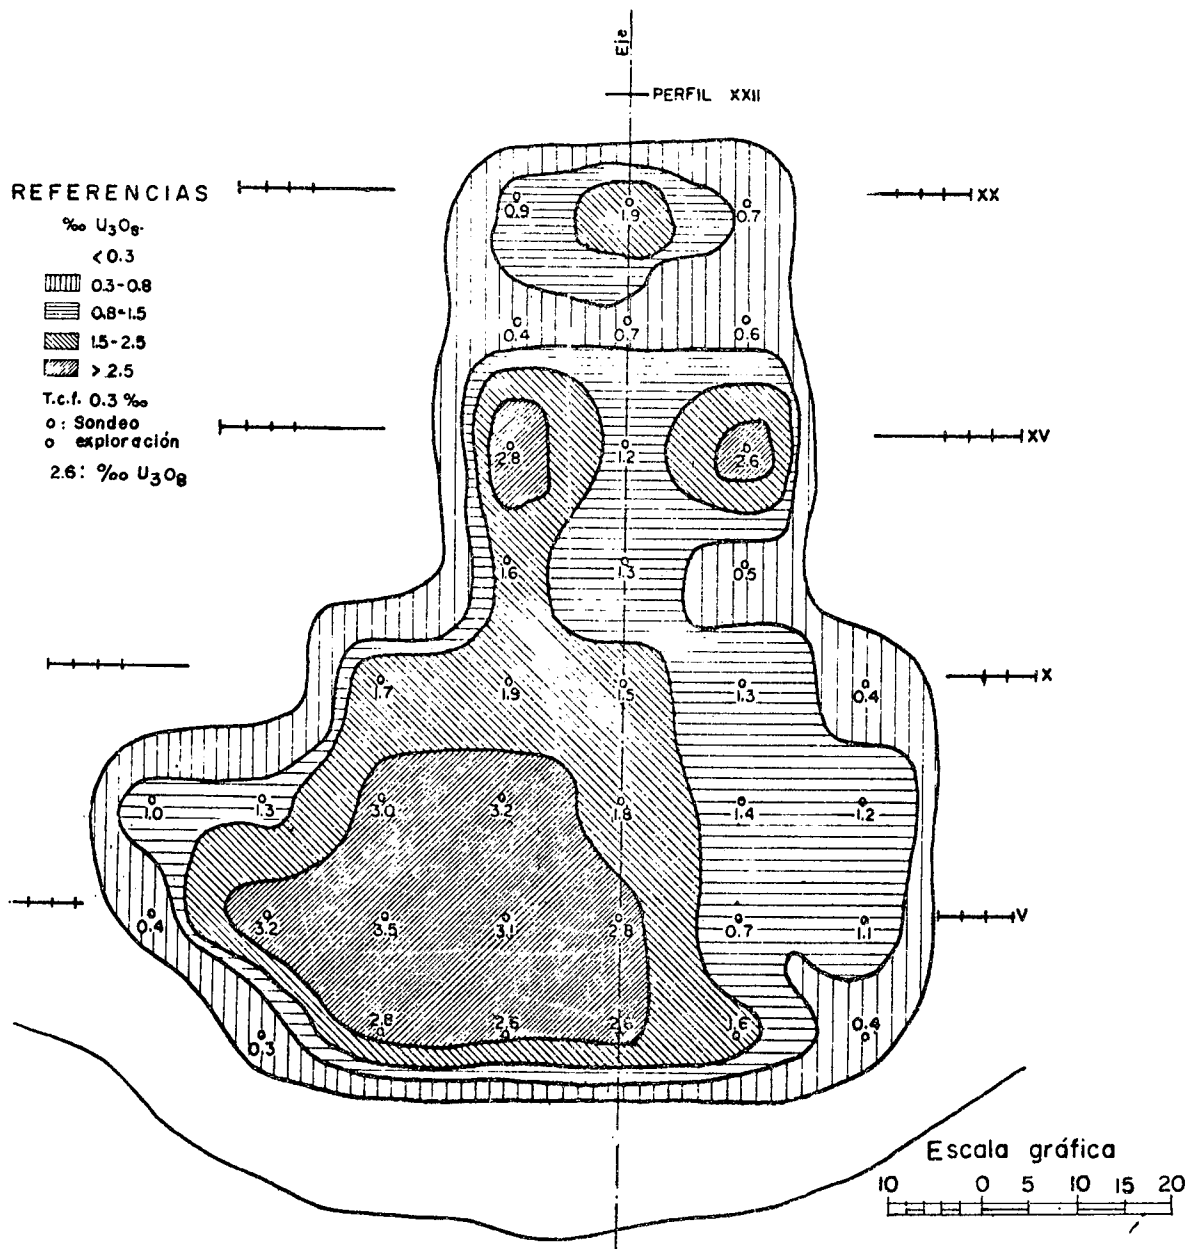 Eje
PERFIL XXII
REFERENCIAS
‰ U₃O₈.
< 0.3
0.3-0.8
0.8-1.5
1.5-2.5
> 2.5
T.c.f. 0.3 ‰
o : Sondeo
o exploración
2.6: ‰ U₃O₈
XX
0.9 1.9 0.7
0.4 0.7 0.6
XV
2.8 1.2 2.6
1.6 1.3 0.5
X
1.7 1.9 1.5 1.3 0.4
1.0 1.3 3.0 3.2 1.8 1.4 1.2
V
0.4 3.2 3.5 3.1 2.8 0.7 1.1
0.3 2.8 2.6 2.6 1.6 0.4
Escala gráfica
10 0 5 10 15 20